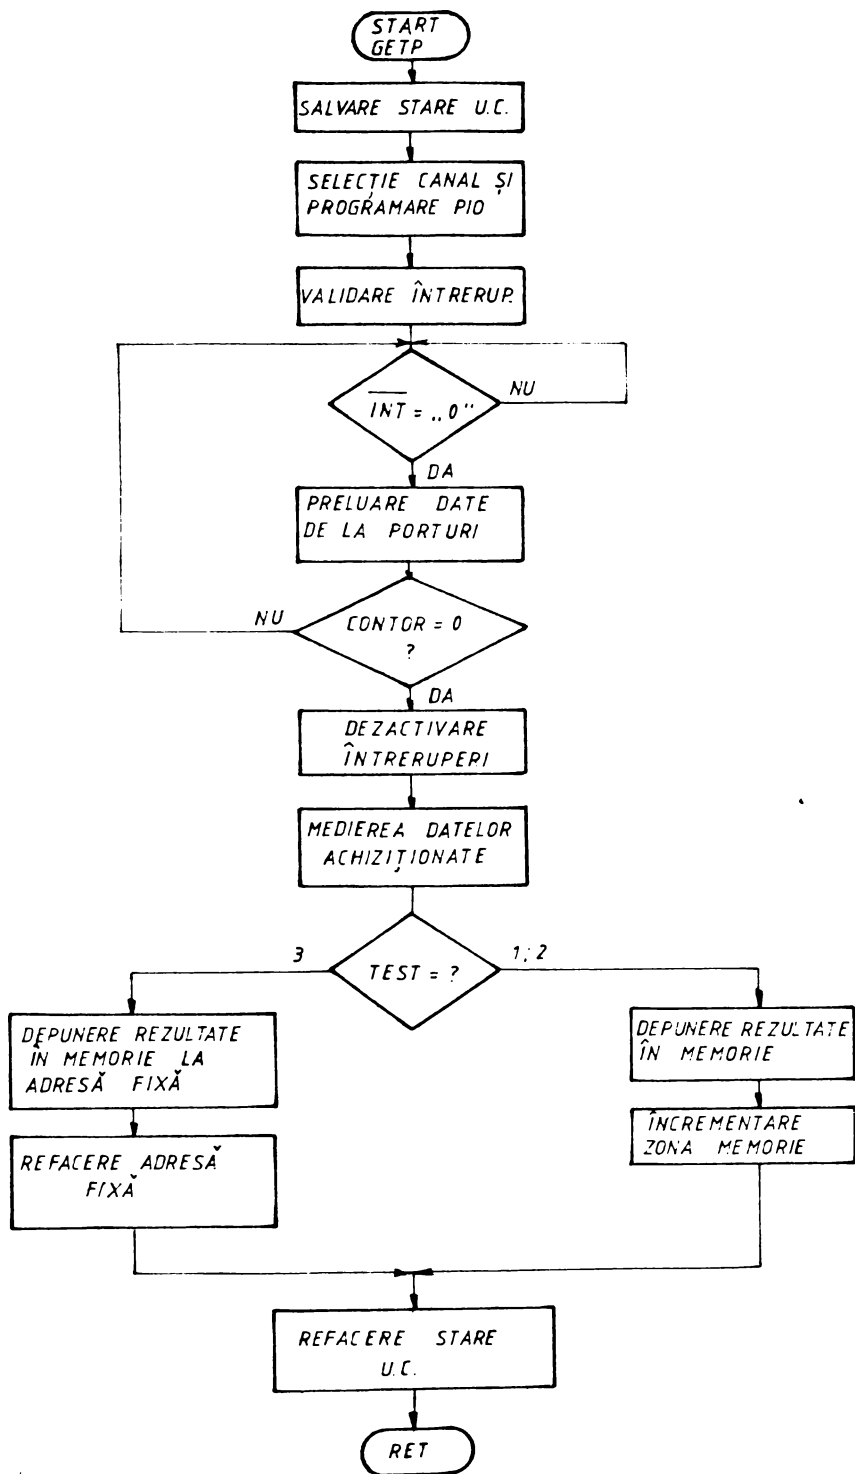 START
GETP
SALVARE STARE U.C.
SELECȚIE CANAL ȘI
PROGRAMARE PIO
VALIDARE ÎNTRERUP.
INT = „0"
NU
DA
PRELUARE DATE
DE LA PORTURI
NU
CONTOR = 0
?
DA
DEZACTIVARE
ÎNTRERUPERI
MEDIEREA DATELOR
ACHIZIȚIONATE
3
TEST = ?
1; 2
DEPUNERE REZULTATE
ÎN MEMORIE LA
ADRESĂ FIXĂ
DEPUNERE REZULTATE
ÎN MEMORIE
REFACERE ADRESĂ
FIXĂ
ÎNCREMENTARE
ZONA MEMORIE
REFACERE STARE
U.C.
RET